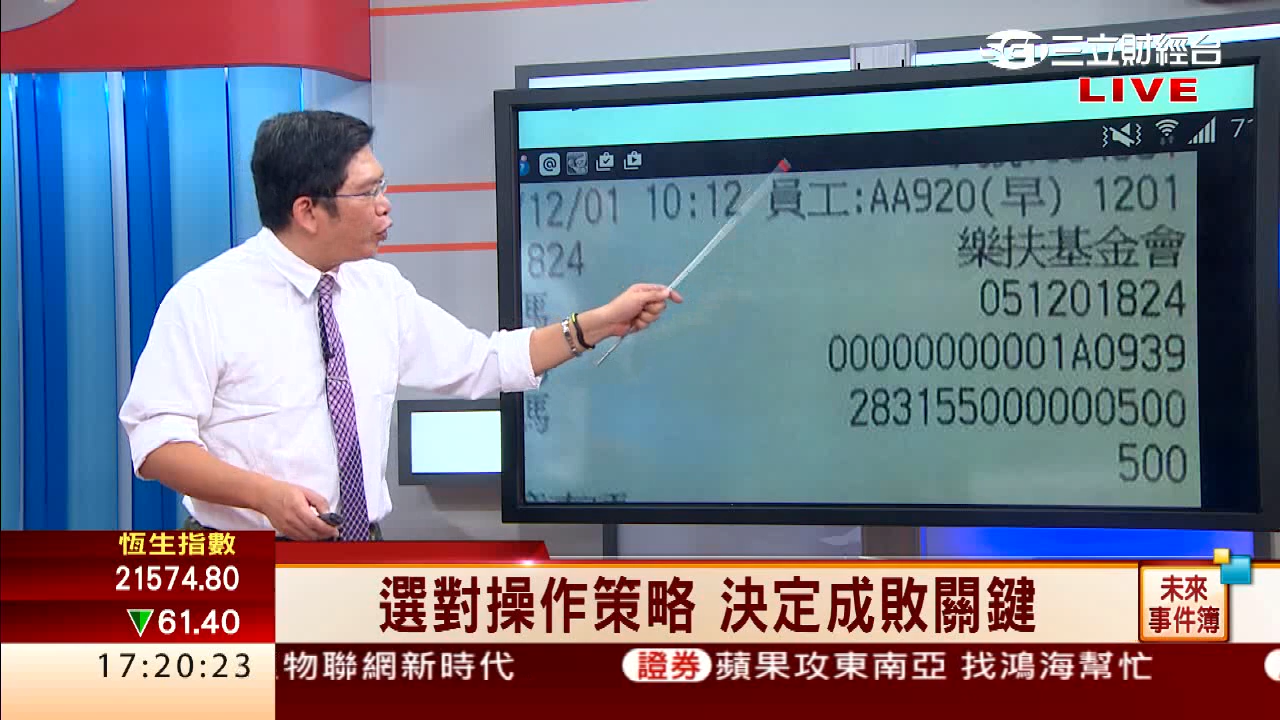 三立財經台
LIVE
12/01 10:12 員工:AA920(早) 1201
824
樂扶基金會
051201824
00000000001A0939
283155000000500
500
恆生指數
21574.80
▼61.40
選對操作策略 決定成敗關鍵
未來
事件簿
17:20:23
物聯網新時代 證券 蘋果攻東南亞 找鴻海幫忙